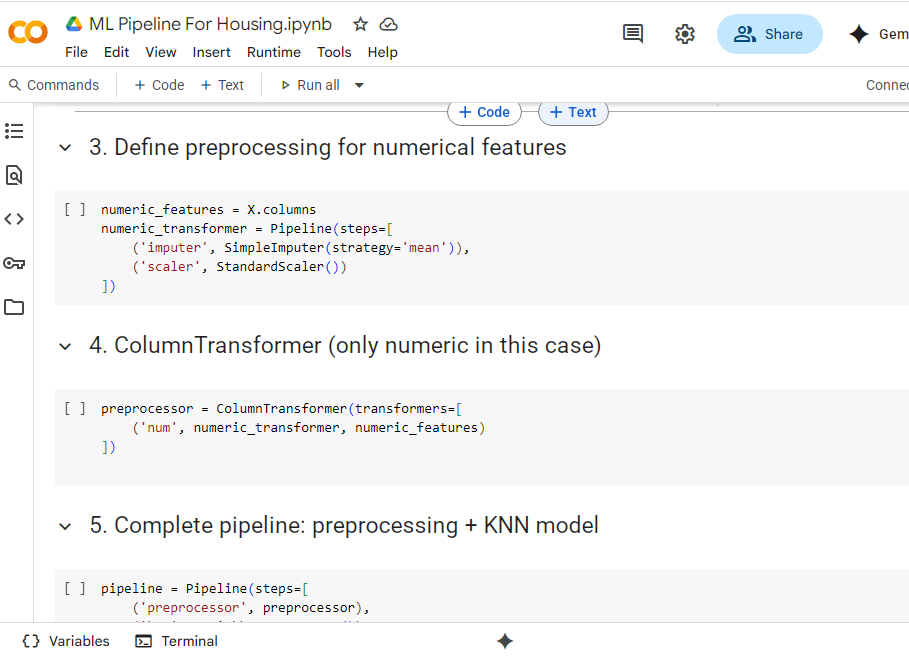 ML Pipeline For Housing.ipynb
File Edit View Insert Runtime Tools Help
Share
Gem
Commands + Code + Text Run all
Connec
+ Code + Text
3. Define preprocessing for numerical features
[ ] numeric_features = X.columns
numeric_transformer = Pipeline(steps=[
('imputer', SimpleImputer(strategy='mean')),
('scaler', StandardScaler())
])
4. ColumnTransformer (only numeric in this case)
[ ] preprocessor = ColumnTransformer(transformers=[
('num', numeric_transformer, numeric_features)
])
5. Complete pipeline: preprocessing + KNN model
[ ] pipeline = Pipeline(steps=[
('preprocessor', preprocessor),
{} Variables Terminal